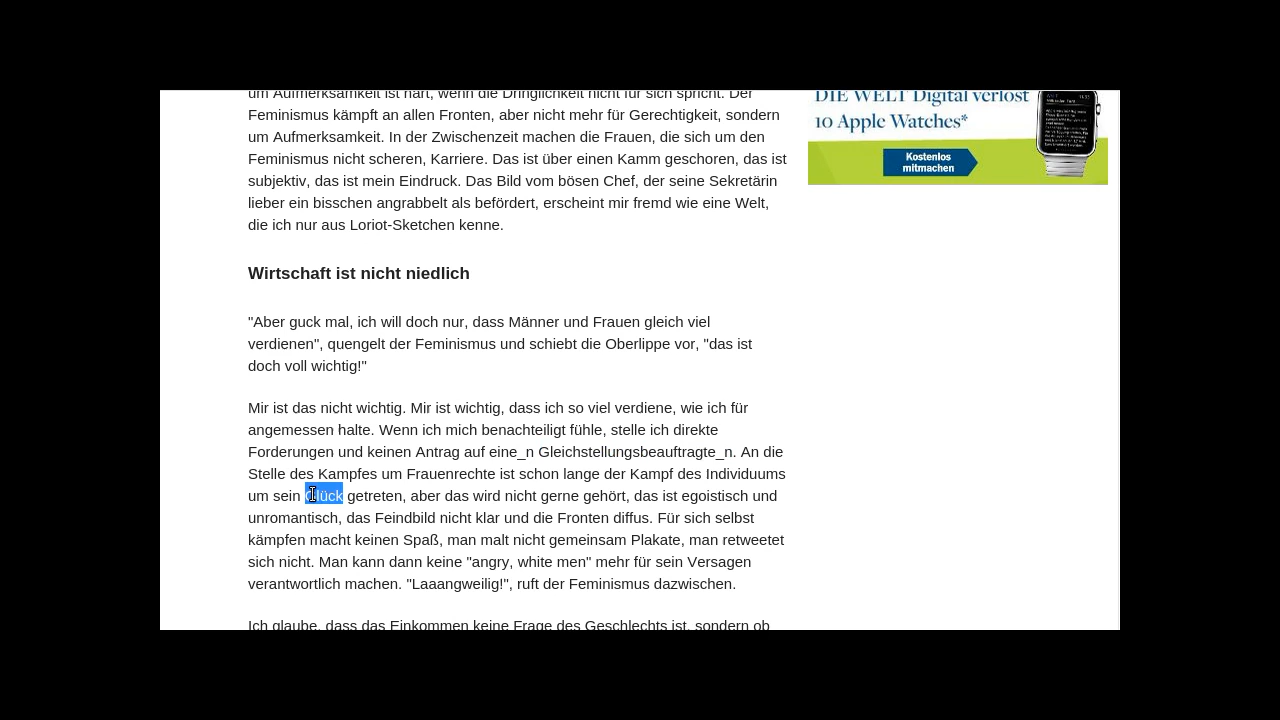 um Aufmerksamkeit ist hart, wenn die Dringlichkeit nicht für sich spricht. Der
Feminismus kämpft an allen Fronten, aber nicht mehr für Gerechtigkeit, sondern
um Aufmerksamkeit. In der Zwischenzeit machen die Frauen, die sich um den
Feminismus nicht scheren, Karriere. Das ist über einen Kamm geschoren, das ist
subjektiv, das ist mein Eindruck. Das Bild vom bösen Chef, der seine Sekretärin
lieber ein bisschen angrabbelt als befördert, erscheint mir fremd wie eine Welt,
die ich nur aus Loriot-Sketchen kenne.
Wirtschaft ist nicht niedlich
"Aber guck mal, ich will doch nur, dass Männer und Frauen gleich viel
verdienen", quengelt der Feminismus und schiebt die Oberlippe vor, "das ist
doch voll wichtig!"
Mir ist das nicht wichtig. Mir ist wichtig, dass ich so viel verdiene, wie ich für
angemessen halte. Wenn ich mich benachteiligt fühle, stelle ich direkte
Forderungen und keinen Antrag auf eine_n Gleichstellungsbeauftragte_n. An die
Stelle des Kampfes um Frauenrechte ist schon lange der Kampf des Individuums
um sein Glück getreten, aber das wird nicht gerne gehört, das ist egoistisch und
unromantisch, das Feindbild nicht klar und die Fronten diffus. Für sich selbst
kämpfen macht keinen Spaß, man malt nicht gemeinsam Plakate, man retweetet
sich nicht. Man kann dann keine "angry, white men" mehr für sein Versagen
verantwortlich machen. "Laaangweilig!", ruft der Feminismus dazwischen.
Ich glaube, dass das Einkommen keine Frage des Geschlechts ist, sondern ob
DIE WELT Digital verlost
10 Apple Watches*
Kostenlos
mitmachen